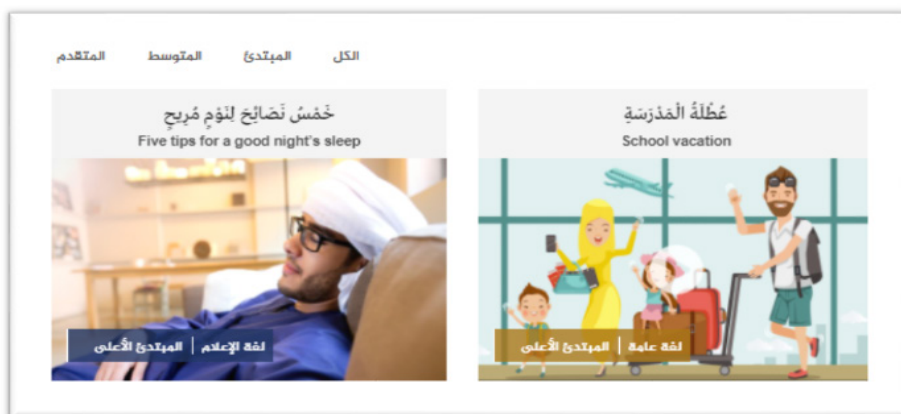 الكل المبتدئ المتوسط المتقدم
عُطْلَةُ الْمَدْرَسَةِ
School vacation
لغة عامة | المبتدئ الأعلى
خَمْسُ نَصَائِحَ لِنَوْمٍ مُرِيحٍ
Five tips for a good night's sleep
لغة الإعلام | المبتدئ الأعلى